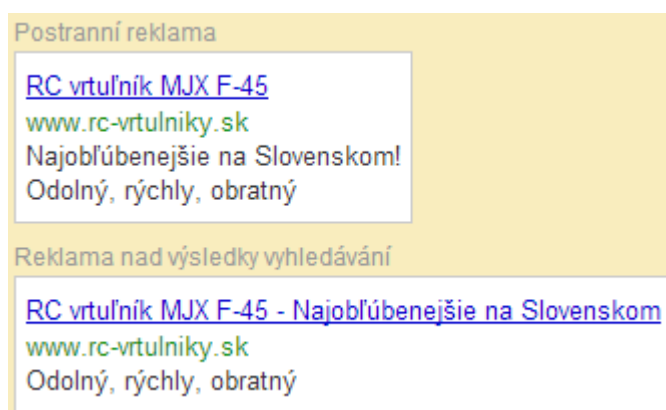 Postranní reklama
RC vrtuľník MJX F-45
www.rc-vrtulniky.sk
Najobľúbenejšie na Slovenskom!
Odolný, rýchly, obratný
Reklama nad výsledky vyhledávání
RC vrtuľník MJX F-45 - Najobľúbenejšie na Slovenskom
www.rc-vrtulniky.sk
Odolný, rýchly, obratný